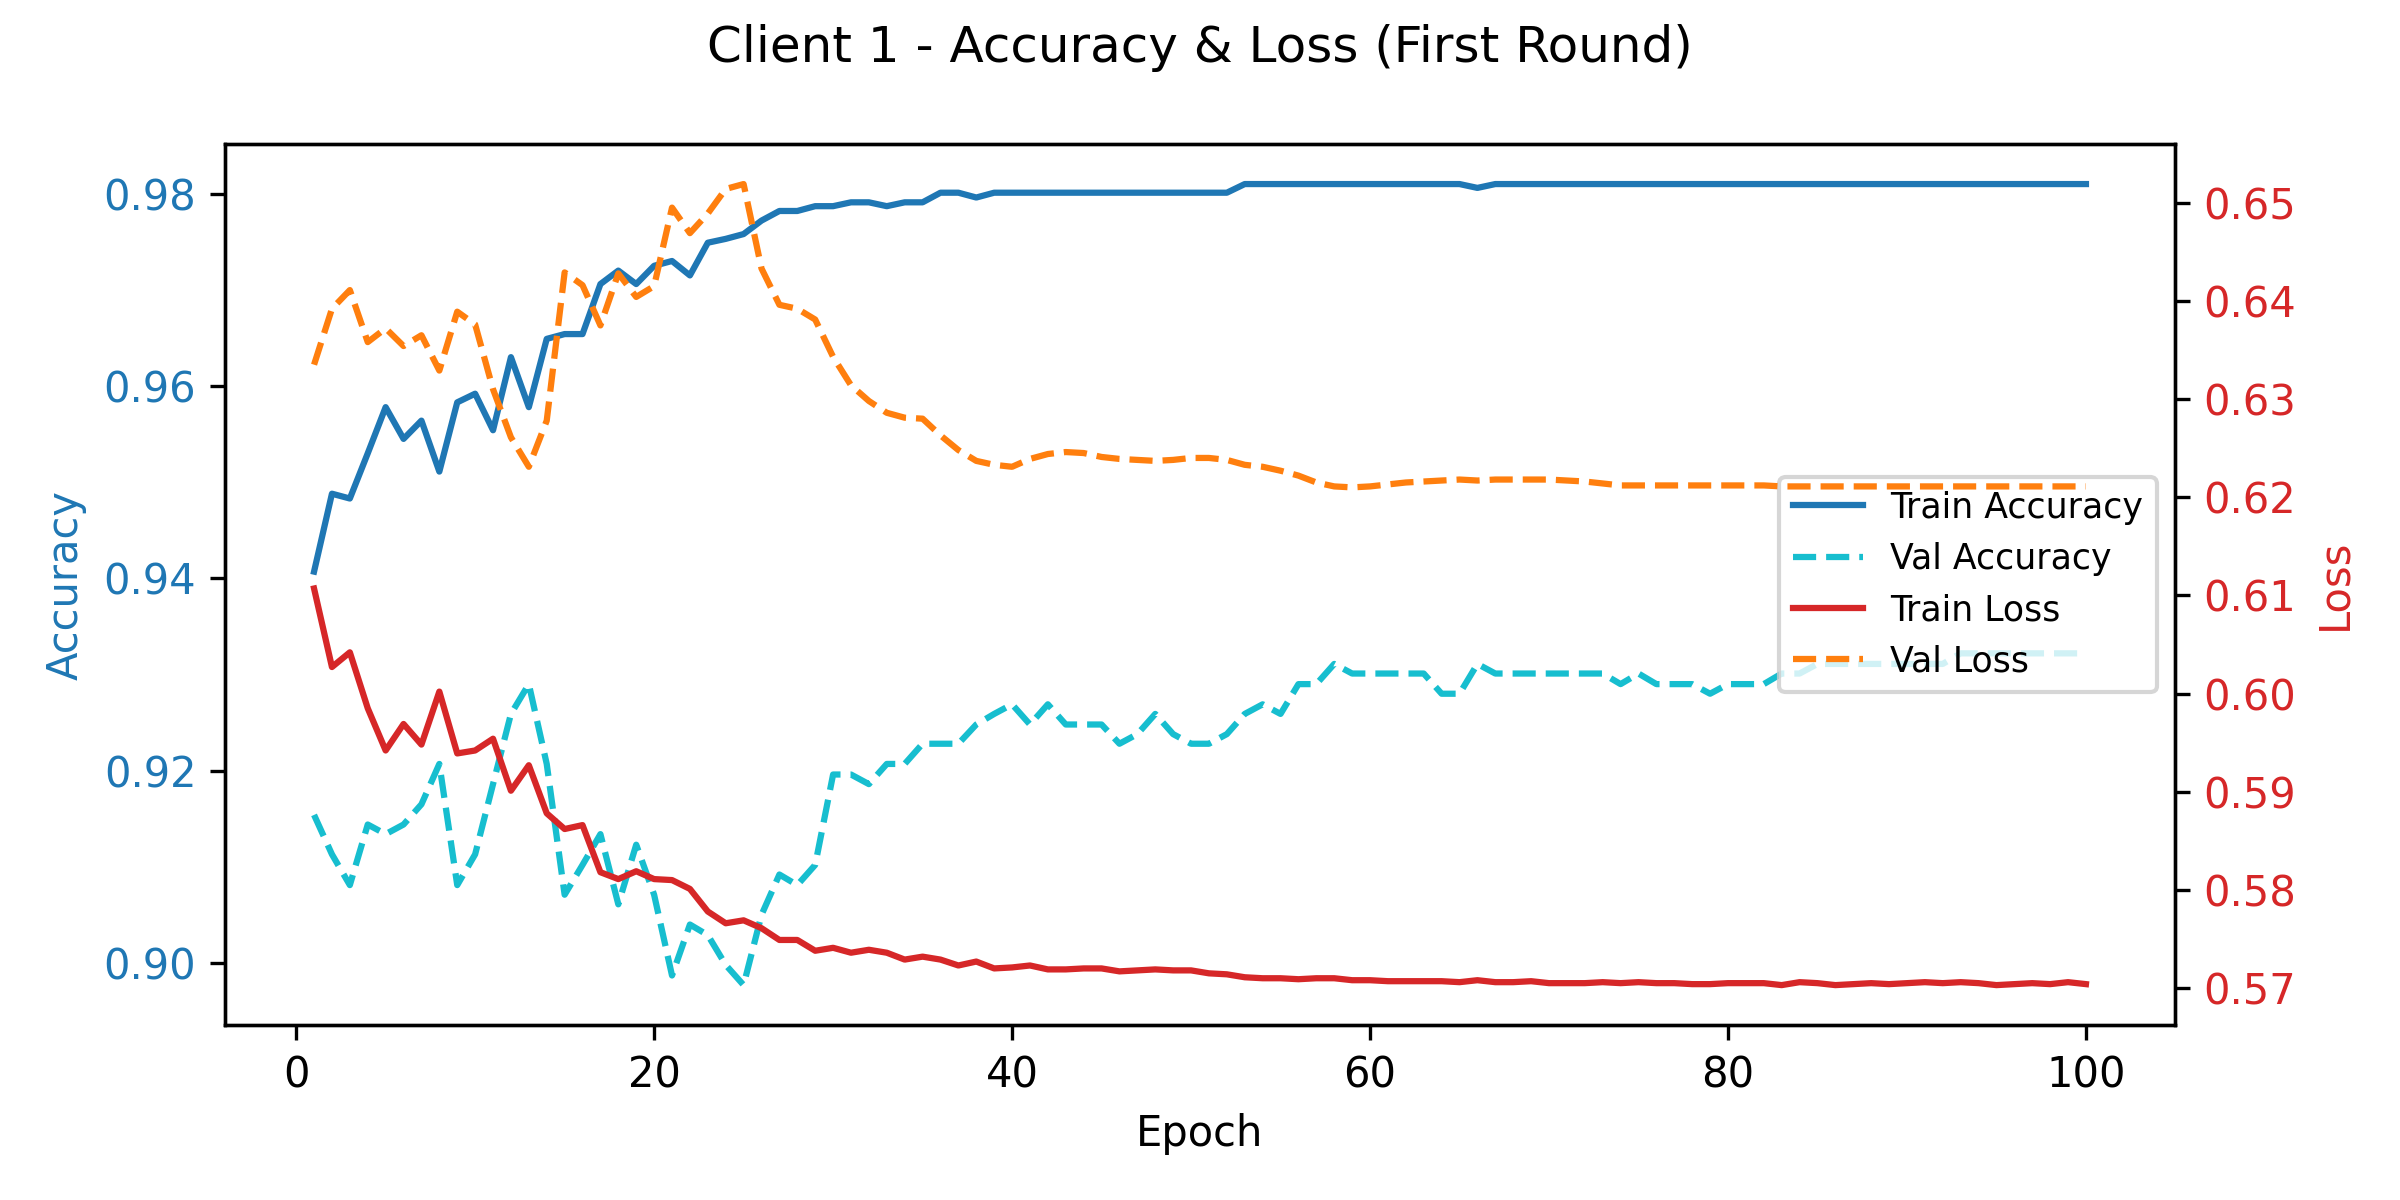 Client 1 - Accuracy & Loss (First Round)
Accuracy
0.98
0.96
0.94
0.92
0.90
0.65
0.64
0.63
0.62
0.61
0.60
0.59
0.58
0.57
Loss
Train Accuracy
Val Accuracy
Train Loss
Val Loss
0 20 40 60 80 100
Epoch